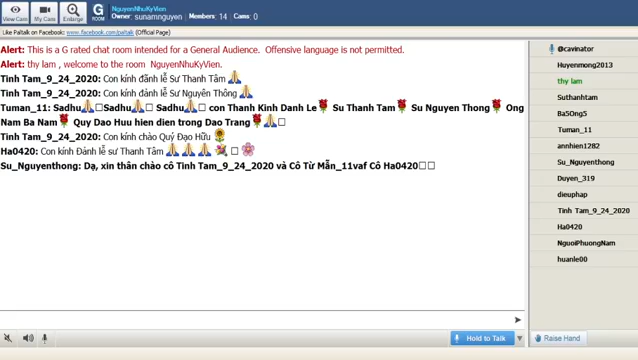 View Cam
My Cam
Enlarge
G
ROOM
NguyenNhuKyVien
Owner: sunamnguyen | Members: 14 | Cams: 0
Like Paltalk on Facebook: www.facebook.com/paltalk (Official Page)
Alert: This is a G rated chat room intended for a General Audience. Offensive language is not permitted.
Alert: thy lam , welcome to the room NguyenNhuKyVien.
Tinh Tam_9_24_2020: Con kính đảnh lễ Sư Thanh Tâm
Tinh Tam_9_24_2020: Con kính đảnh lễ Sư Nguyên Thông
Tuman_11: Sadhu Sadhu Sadhu con Thanh Kinh Danh Le Su Thanh Tam Su Nguyen Thong Ong
Nam Ba Nam Quy Dao Huu hien dien trong Dao Trang
Tinh Tam_9_24_2020: Con kính chào Quý Đạo Hữu
Ha0420: Con kính Đảnh lễ sư Thanh Tâm
Su_Nguyenthong: Dạ, xin thân chào cô Tinh Tam_9_24_2020 và Cô Từ Mẫn_11vaf Cô Ha0420
Hold to Talk
@cavinator
Huyenmong2013
thy lam
Suthanhtam
Ba5Ong5
Tuman_11
annhien1282
Su_Nguyenthong
Duyen_319
dieuphap
Tinh Tam_9_24_2020
Ha0420
NguoiPhuongNam
huanle00
Raise Hand